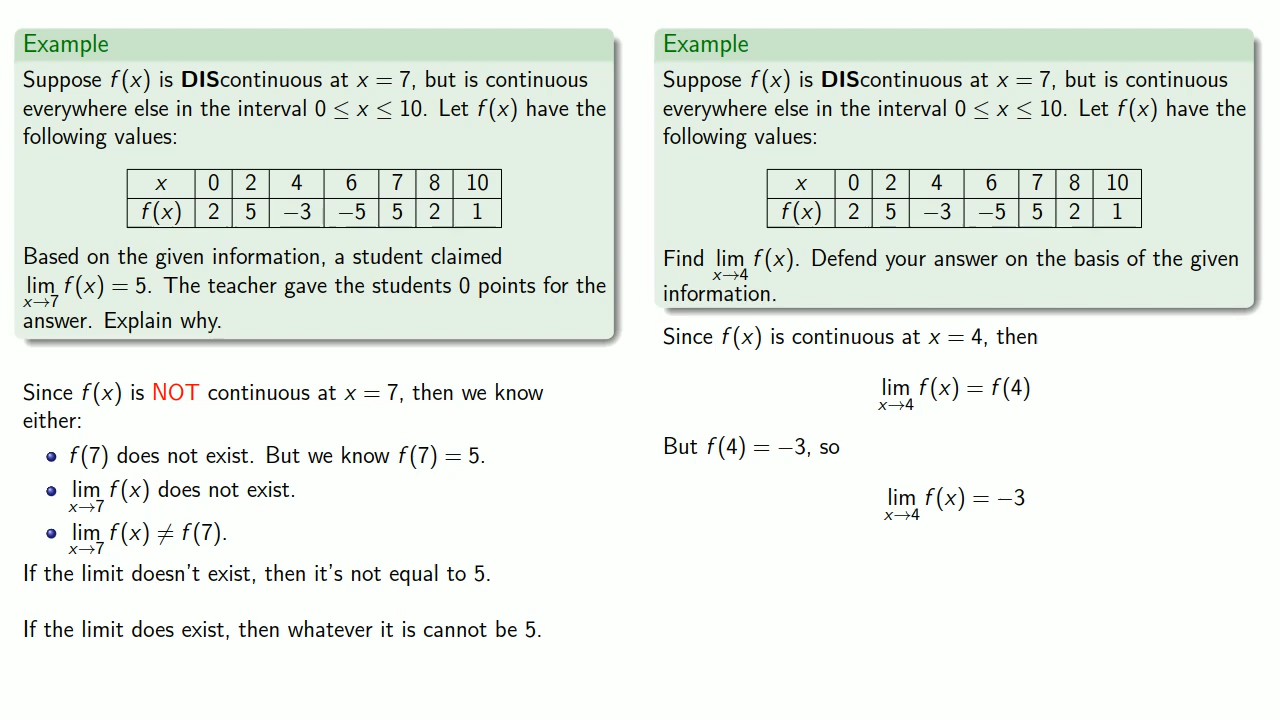 Example
Suppose f(x) is DIScontinuous at x = 7, but is continuous
everywhere else in the interval 0 ≤ x ≤ 10. Let f(x) have the
following values:
x 0 2 4 6 7 8 10
f(x) 2 5 −3 −5 5 2 1
Based on the given information, a student claimed
lim x→7 f(x) = 5. The teacher gave the students 0 points for the
answer. Explain why.
Since f(x) is NOT continuous at x = 7, then we know
either:
f(7) does not exist. But we know f(7) = 5.
lim x→7 f(x) does not exist.
lim x→7 f(x) ≠ f(7).
If the limit doesn't exist, then it's not equal to 5.
If the limit does exist, then whatever it is cannot be 5.
Example
Suppose f(x) is DIScontinuous at x = 7, but is continuous
everywhere else in the interval 0 ≤ x ≤ 10. Let f(x) have the
following values:
x 0 2 4 6 7 8 10
f(x) 2 5 −3 −5 5 2 1
Find lim x→4 f(x). Defend your answer on the basis of the given
information.
Since f(x) is continuous at x = 4, then
lim x→4 f(x) = f(4)
But f(4) = −3, so
lim x→4 f(x) = −3